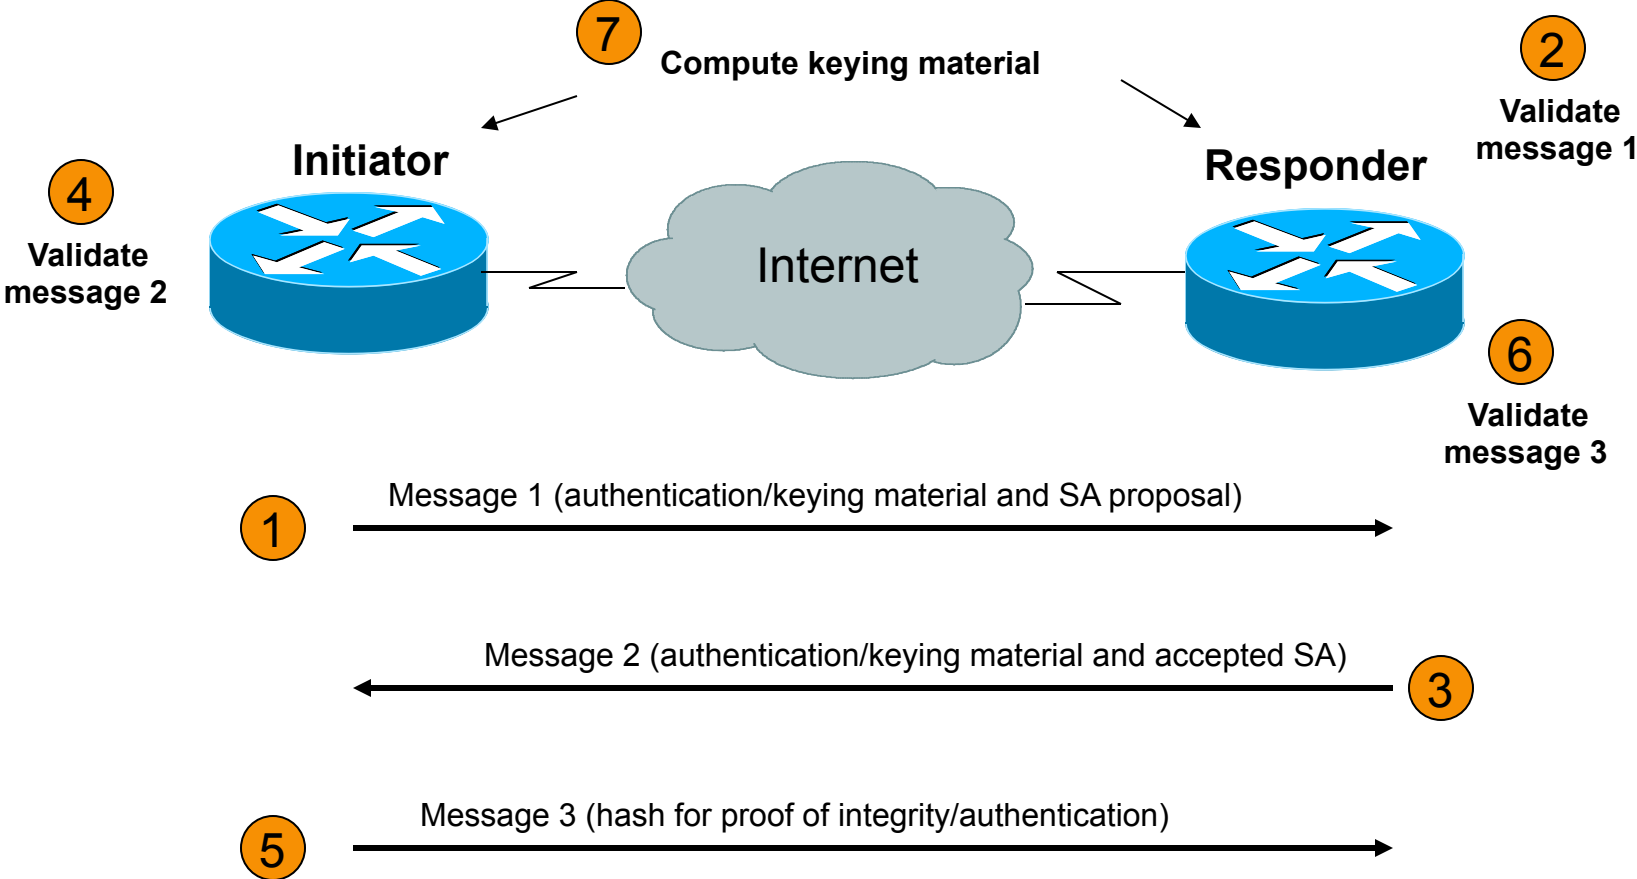 7
Compute keying material
2
Validate
message 1
Initiator
Responder
4
Validate
message 2
Internet
6
Validate
message 3
Message 1 (authentication/keying material and SA proposal)
1
Message 2 (authentication/keying material and accepted SA)
3
Message 3 (hash for proof of integrity/authentication)
5